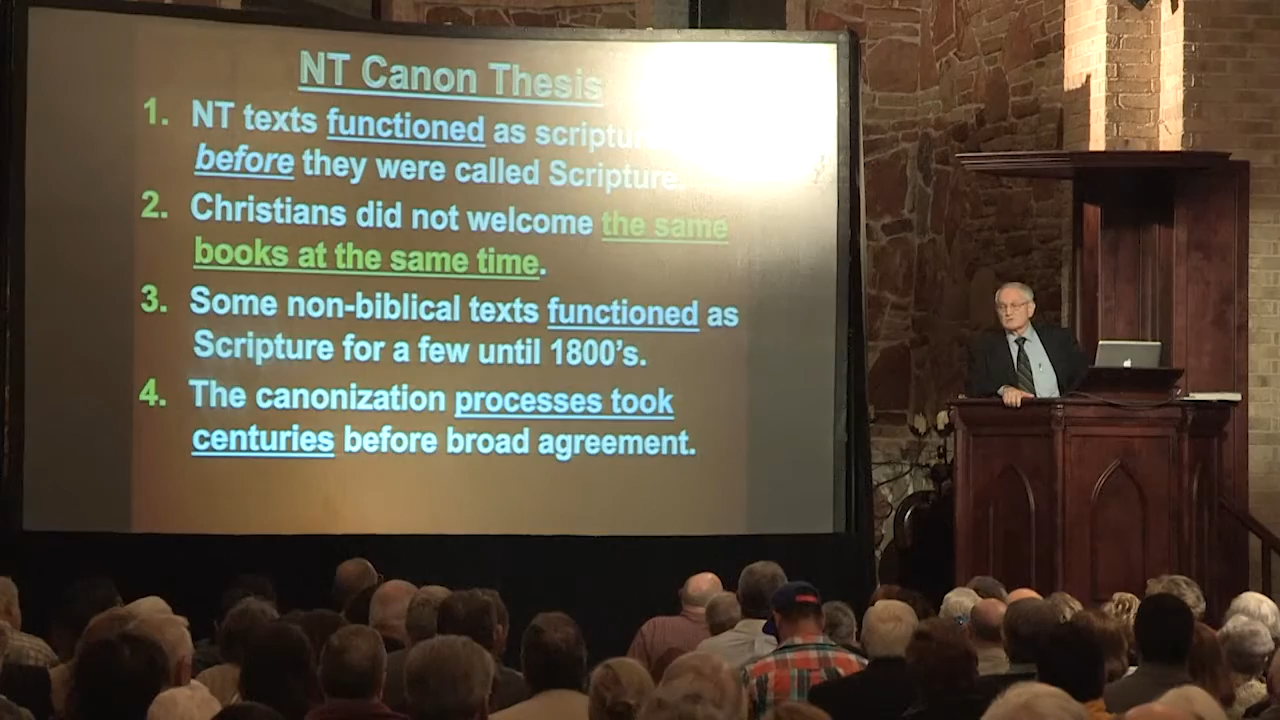 NT Canon Thesis
1. NT texts functioned as scriptu
before they were called Scripture.
2. Christians did not welcome the same
books at the same time.
3. Some non-biblical texts functioned as
Scripture for a few until 1800's.
4. The canonization processes took
centuries before broad agreement.